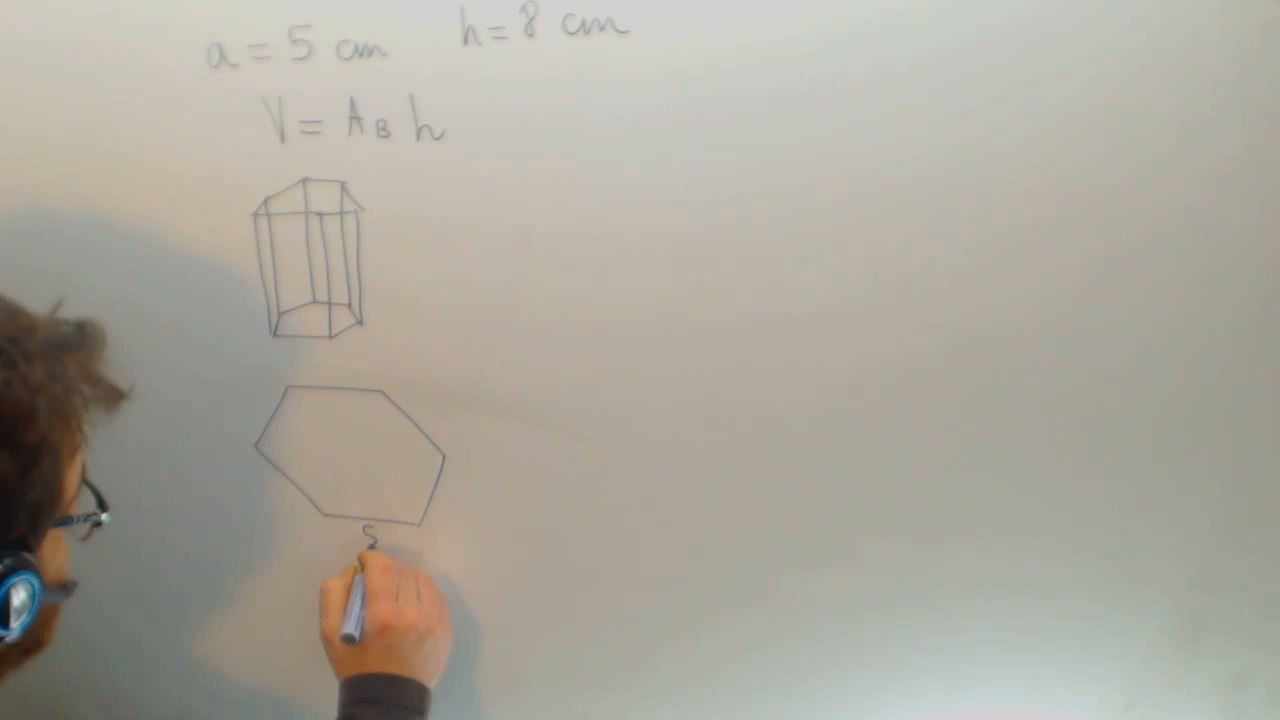 a = 5 cm h = 8 cm
V = A_B h
5